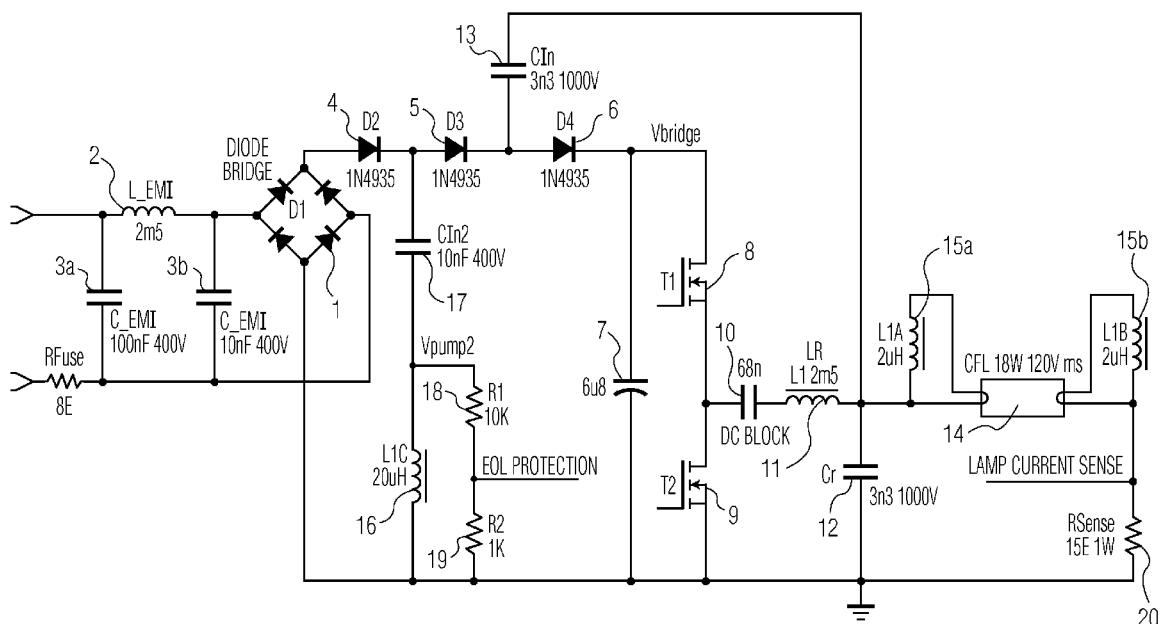 13
CIn
3n3 1000V
4
D2
1N4935
5
D3
1N4935
6
D4
1N4935
Vbridge
2
L_EMI
2m5
DIODE
BRIDGE
D1
1
3a
C_EMI
100nF 400V
3b
C_EMI
10nF 400V
RFuse
8E
CIn2
10nF 400V
17
Vpump2
18
R1
10K
L1C
20uH
16
EOL PROTECTION
19
R2
1K
7
6u8
T1
8
10
68n
DC BLOCK
LR
L1 2m5
11
T2
9
Cr
3n3 1000V
12
15a
L1A
2uH
15b
L1B
2uH
CFL 18W 120V ms
14
LAMP CURRENT SENSE
RSense
15E 1W
20